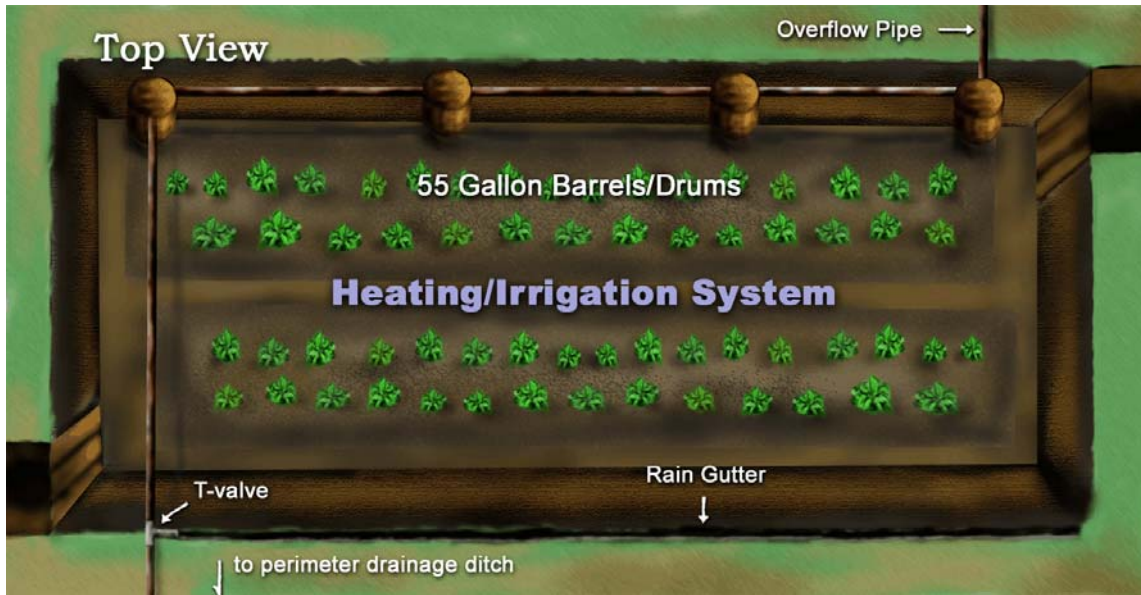 Overflow Pipe
Top View
55 Gallon Barrels/Drums
Heating/Irrigation System
Rain Gutter
T-valve
to perimeter drainage ditch